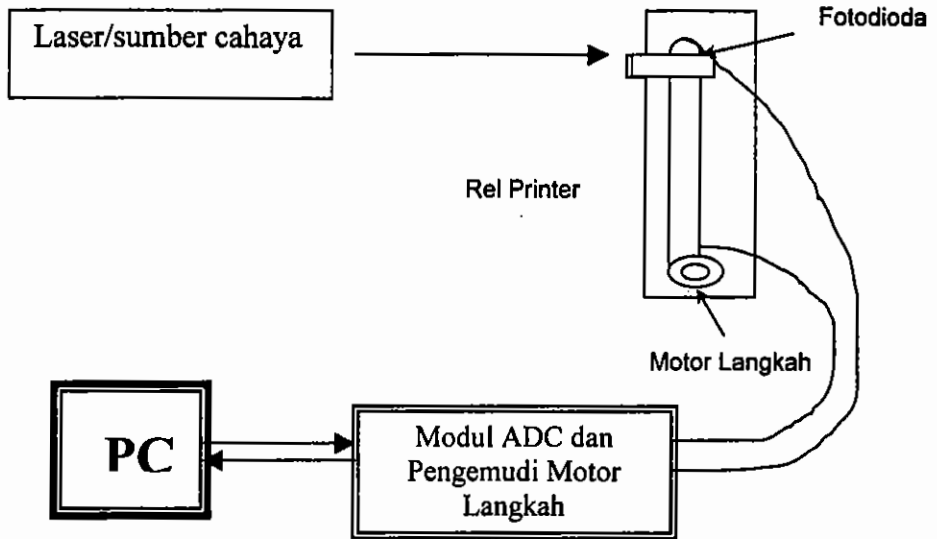 Laser/sumber cahaya
Fotodioda
Rel Printer
Motor Langkah
PC
Modul ADC dan
Pengemudi Motor
Langkah